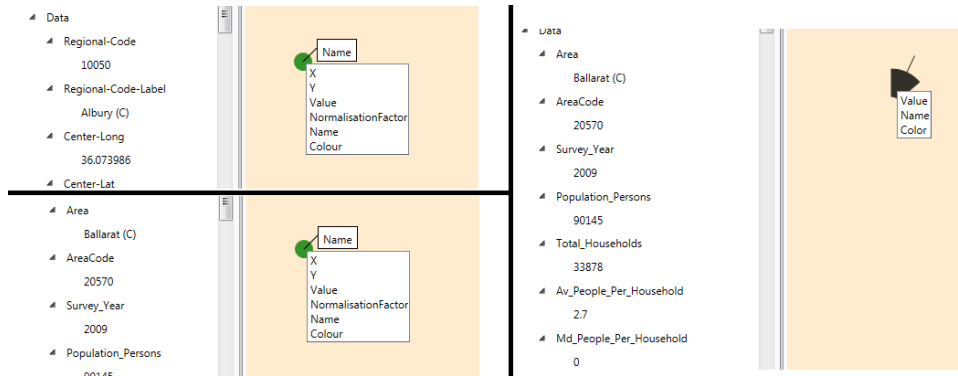 Data
Regional-Code
10050
Regional-Code-Label
Albury (C)
Center-Long
36.073986
Center-Lat
Name
X
Y
Value
NormalisationFactor
Name
Colour
Area
Ballarat (C)
AreaCode
20570
Survey_Year
2009
Population_Persons
90145
Name
X
Y
Value
NormalisationFactor
Name
Colour
Data
Area
Ballarat (C)
AreaCode
20570
Survey_Year
2009
Population_Persons
90145
Total_Households
33878
Av_People_Per_Household
2.7
Md_People_Per_Household
0
Value
Name
Color